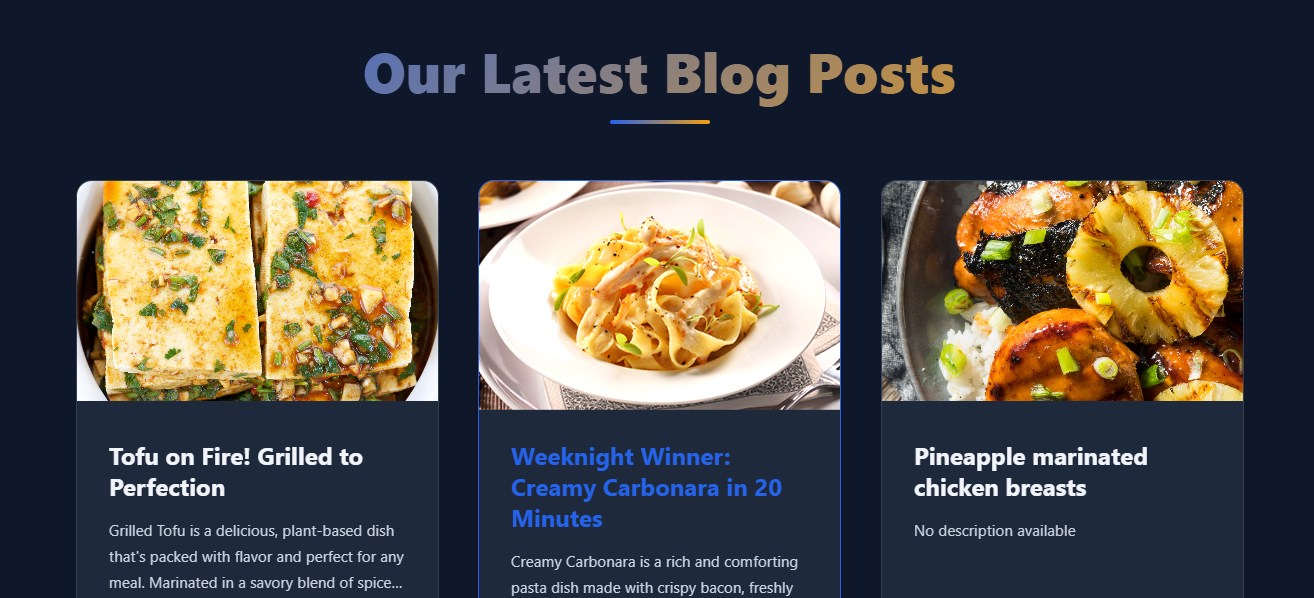 Our Latest Blog Posts
Tofu on Fire! Grilled to
Perfection
Grilled Tofu is a delicious, plant-based dish
that's packed with flavor and perfect for any
meal. Marinated in a savory blend of spice...
Weeknight Winner:
Creamy Carbonara in 20
Minutes
Creamy Carbonara is a rich and comforting
pasta dish made with crispy bacon, freshly
Pineapple marinated
chicken breasts
No description available